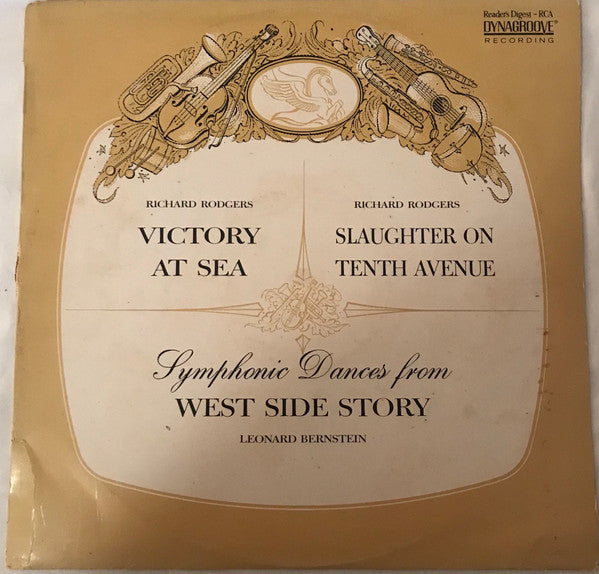 Reader's Digest - RCA
DYNAGROOVE®
RECORDING
RICHARD RODGERS
VICTORY
AT SEA
RICHARD RODGERS
SLAUGHTER ON
TENTH AVENUE
Symphonic Dances from
WEST SIDE STORY
LEONARD BERNSTEIN